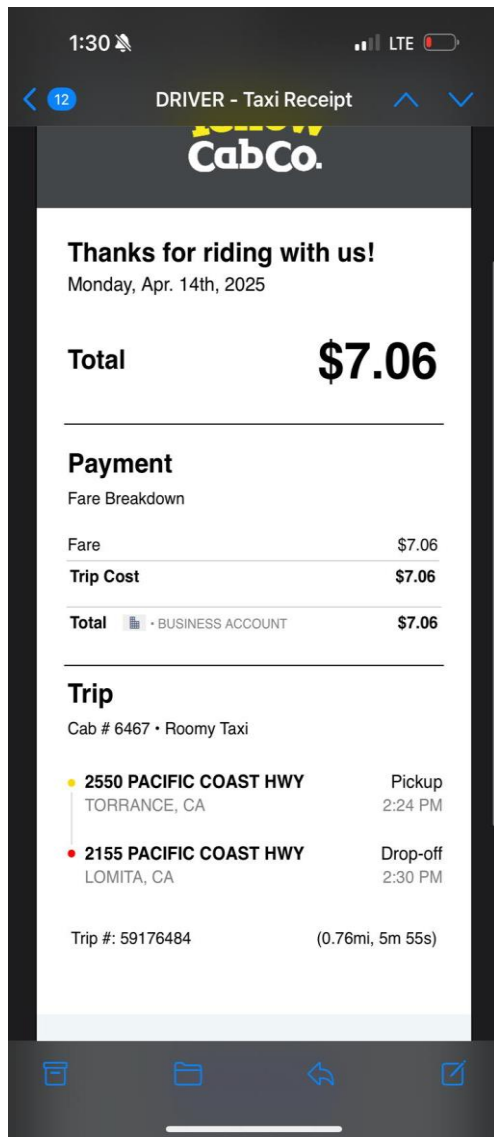 1:30
LTE
12
DRIVER - Taxi Receipt
CabCo.
Thanks for riding with us!
Monday, Apr. 14th, 2025
Total $7.06
Payment
Fare Breakdown
Fare $7.06
Trip Cost $7.06
Total • BUSINESS ACCOUNT $7.06
Trip
Cab # 6467 • Roomy Taxi
2550 PACIFIC COAST HWY Pickup
TORRANCE, CA 2:24 PM
2155 PACIFIC COAST HWY Drop-off
LOMITA, CA 2:30 PM
Trip #: 59176484 (0.76mi, 5m 55s)